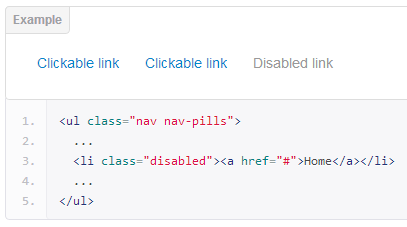 Example
Clickable link Clickable link Disabled link
1. <ul class="nav nav-pills">
2. ...
3. <li class="disabled"><a href="#">Home</a></li>
4. ...
5. </ul>